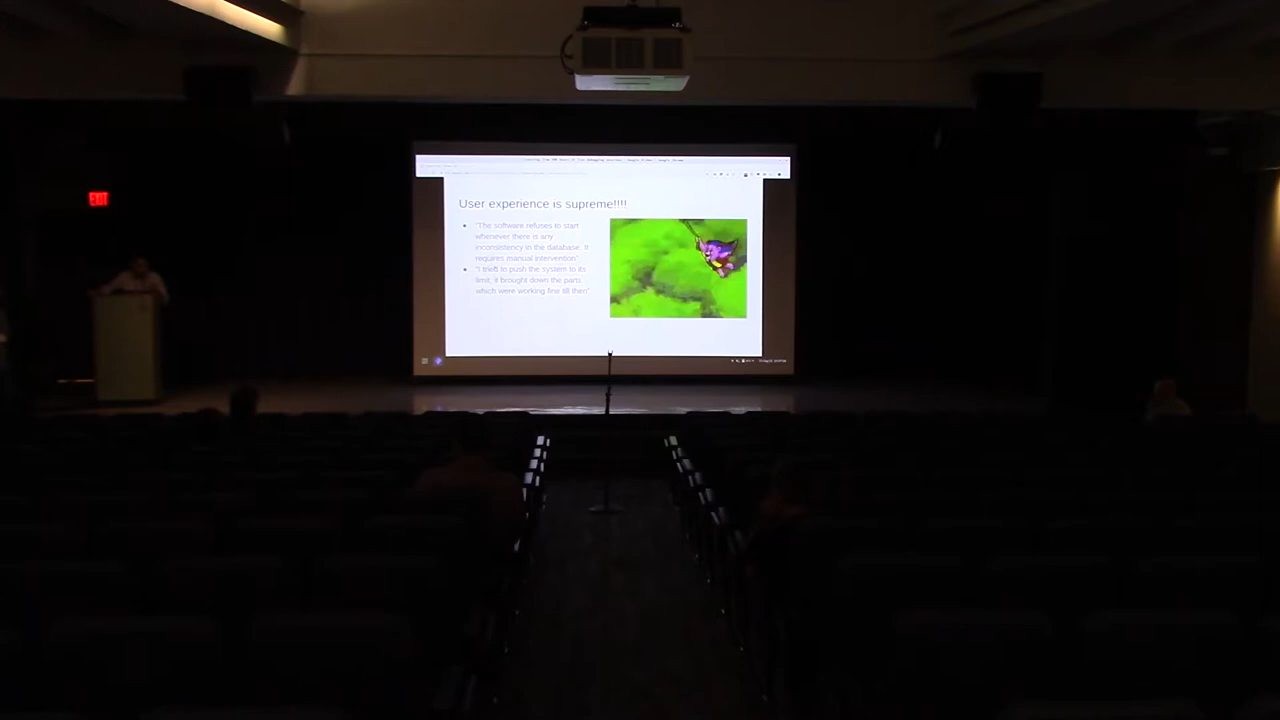 EXIT
User experience is supreme!!!!
"The software refuses to start
whenever there is any
inconsistency in the database. It
requires manual intervention"
"I tried to push the system to its
limit, it brought down the parts
which were working fine till then"